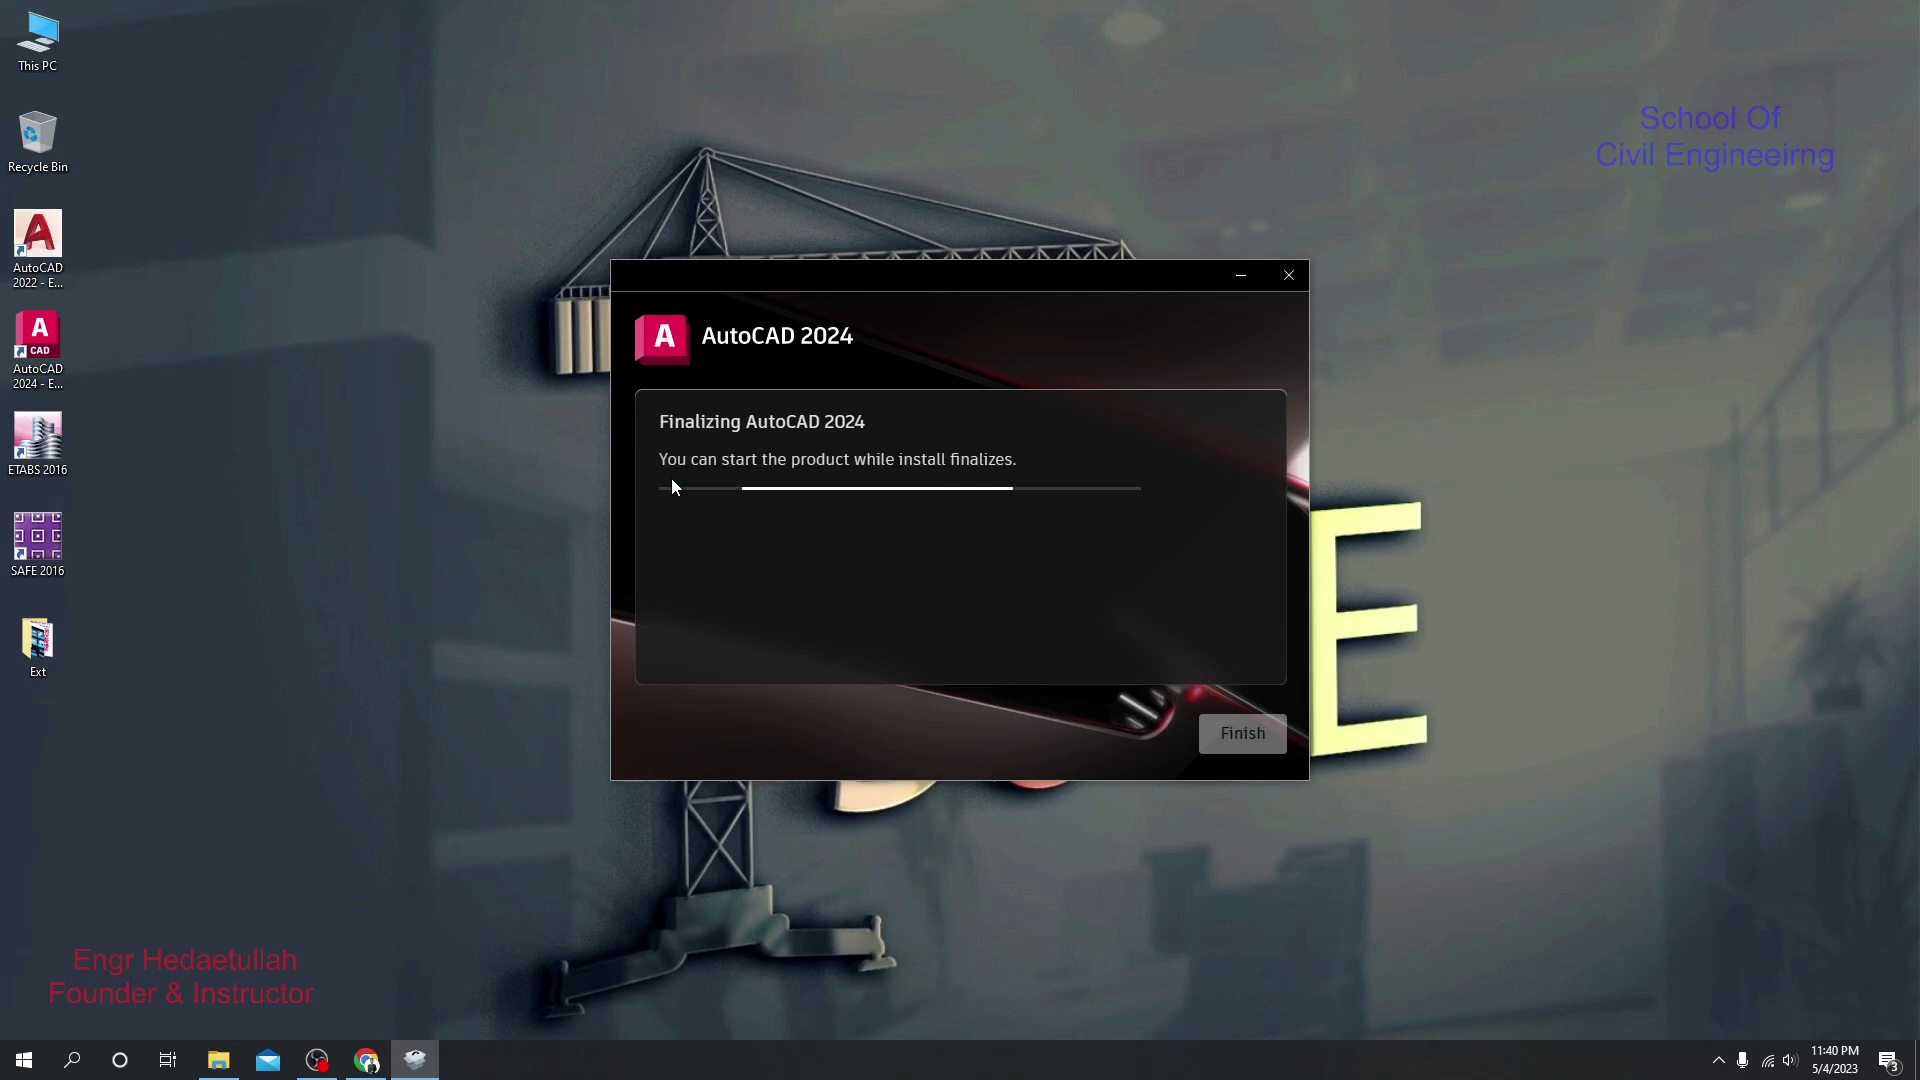 This PC
Recycle Bin
AutoCAD
2022 - E...
A
CAD
AutoCAD
2024 - E...
ETABS 2016
SAFE 2016
Ext
School Of
Civil Engineeirng
A
AutoCAD 2024
Finalizing AutoCAD 2024
You can start the product while install finalizes.
Finish
E
Engr Hedaetullah
Founder & Instructor
11:40 PM
5/4/2023
3